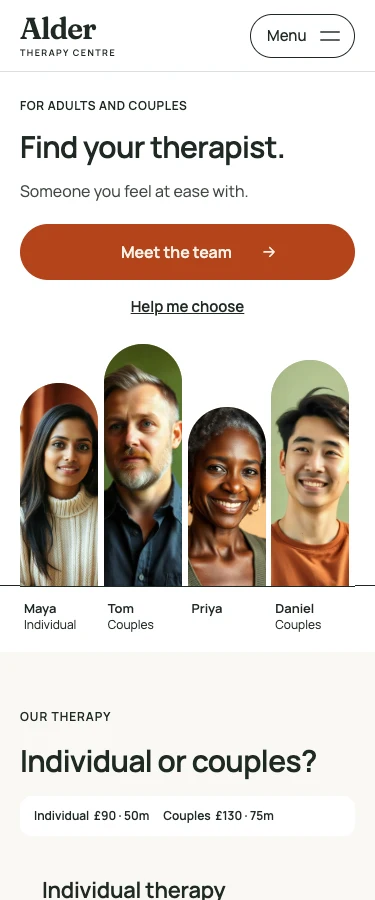 Alder
THERAPY CENTRE
Menu
FOR ADULTS AND COUPLES
Find your therapist.
Someone you feel at ease with.
Meet the team →
Help me choose
Maya
Individual
Tom
Couples
Priya
Daniel
Couples
OUR THERAPY
Individual or couples?
Individual £90 · 50m Couples £130 · 75m
Individual therapy